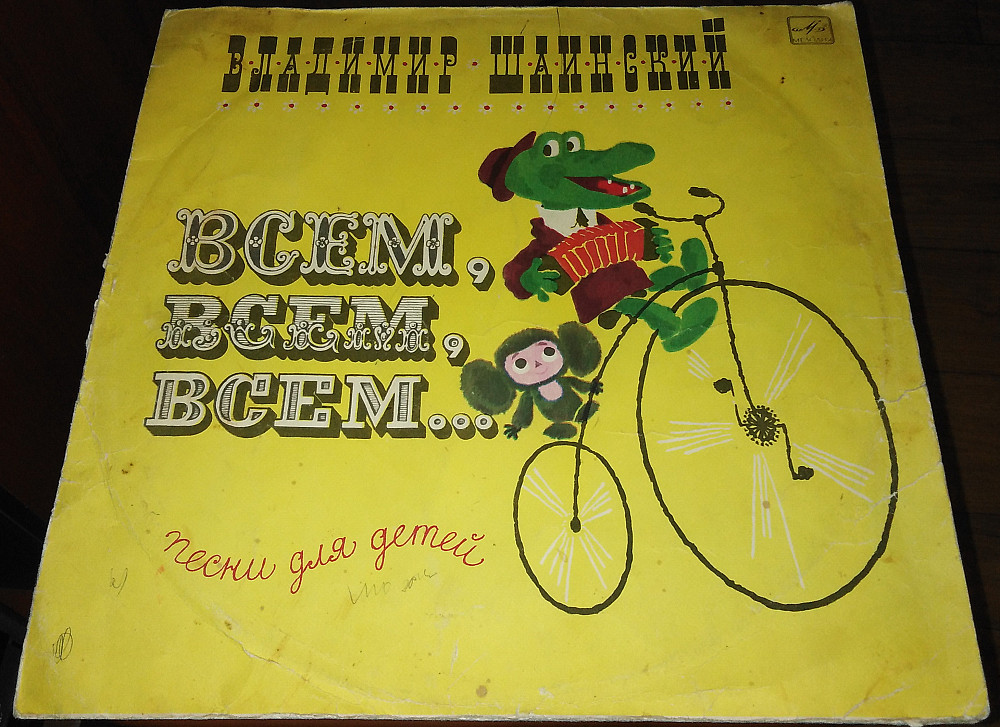 ВЛАДИМИР ШАИНСКИЙ
ВСЕМ,
ВСЕМ,
ВСЕМ...
песни для детей